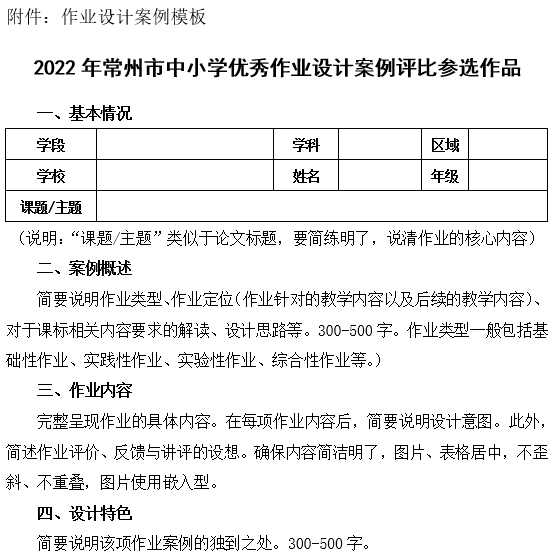 附件：作业设计案例模板
2022年常州市中小学优秀作业设计案例评比参选作品
一、基本情况
学段 学科 区域
学校 姓名 年级
课题/主题
（说明：“课题/主题”类似于论文标题，要简练明了，说清作业的核心内容）
二、案例概述
简要说明作业类型、作业定位（作业针对的教学内容以及后续的教学内容）、
对于课标相关内容要求的解读、设计思路等。300-500字。作业类型一般包括基
础性作业、实践性作业、实验性作业、综合性作业等。）
三、作业内容
完整呈现作业的具体内容。在每项作业内容后，简要说明设计意图。此外，
简述作业评价、反馈与讲评的设想。确保内容简洁明了，图片、表格居中，不歪
斜、不重叠，图片使用嵌入型。
四、设计特色
简要说明该项作业案例的独到之处。300-500字。